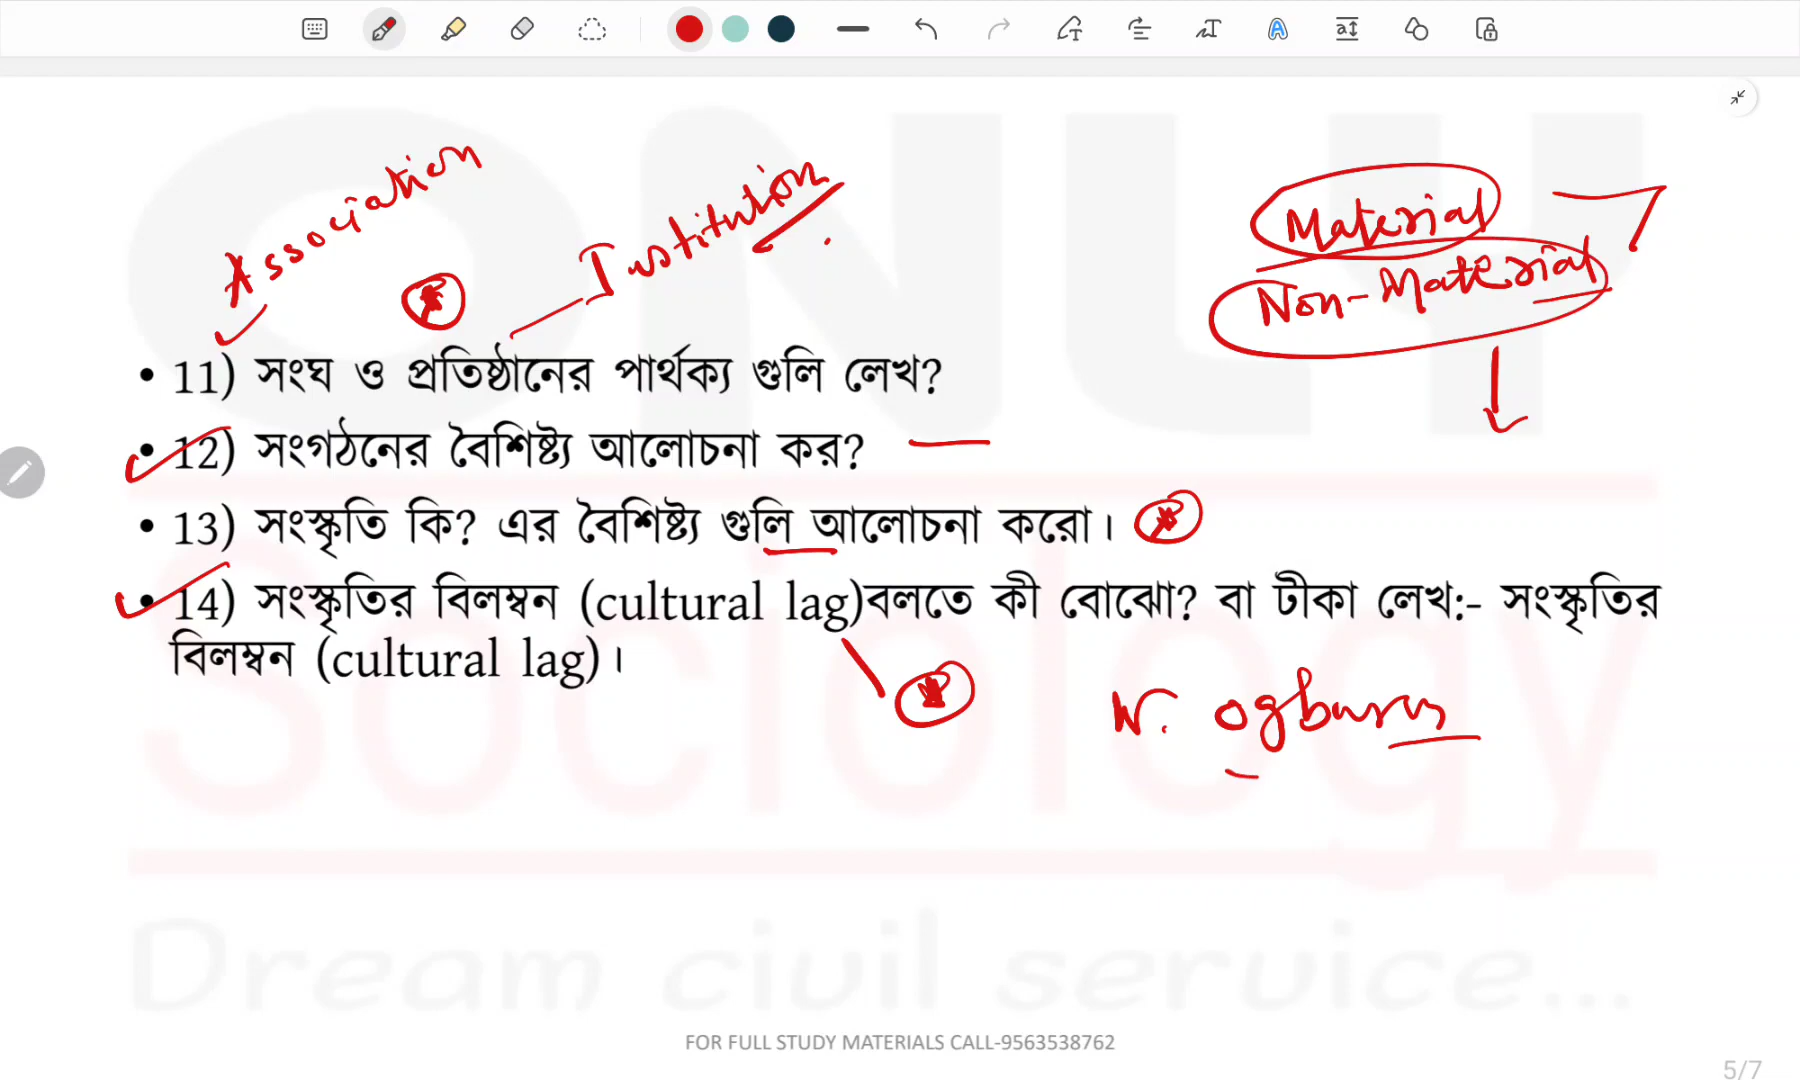 ONLY
Association
Institution
Material
Non-Material
• 11) সংঘ ও প্রতিষ্ঠানের পার্থক্য গুলি লেখ?
• 12) সংগঠনের বৈশিষ্ট্য আলোচনা কর?
• 13) সংস্কৃতি কি? এর বৈশিষ্ট্য গুলি আলোচনা করো।
• 14) সংস্কৃতির বিলম্বন (cultural lag)বলতে কী বোঝো? বা টীকা লেখ:- সংস্কৃতির
বিলম্বন (cultural lag)।
W. Ogburn
Sociology
Dream civil service...
FOR FULL STUDY MATERIALS CALL-9563538762
5/7